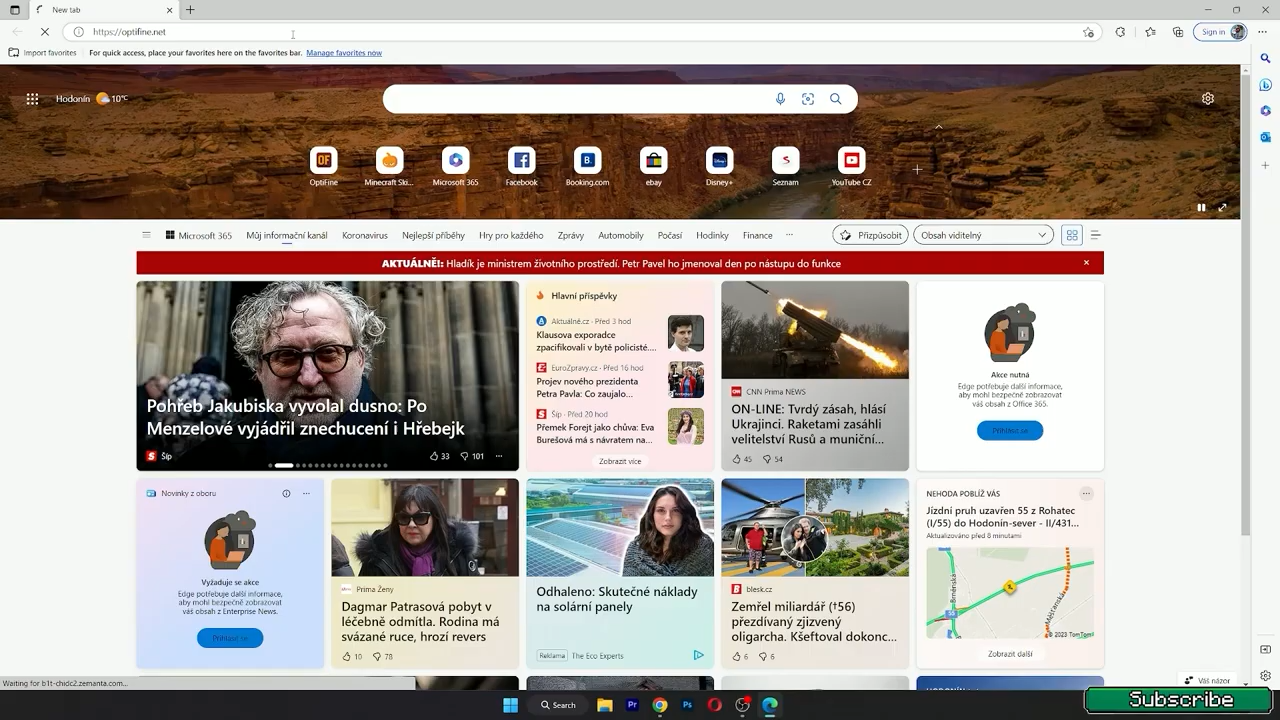 New tab
https://optifine.net
Sign in
Import favorites
For quick access, place your favorites here on the favorites bar. Manage favorites now
Hodonín 10°C
OptiFine
Minecraft Ski...
Microsoft 365
Facebook
Booking.com
ebay
Disney+
Seznam
YouTube CZ
Microsoft 365
Můj informační kanál
Koronavirus
Nejlepší příběhy
Hry pro každého
Zprávy
Automobily
Počasí
Hodinky
Finance
Přizpůsobit
Obsah viditelný
AKTUÁLNĚ!: Hladík je ministrem životního prostředí. Petr Pavel ho jmenoval den po nástupu do funkce
Pohřeb Jakubiska vyvolal dusno: Po
Menzelové vyjádřil znechucení i Hřebejk
Šíp
33
101
Hlavní příspěvky
Aktuálně.cz · Před 3 hod
Klausova exporadce
zpacifikovali v bytě policisté....
EuroZpravy.cz · Před 16 hod
Projev nového prezidenta
Petra Pavla: Co zaujalo...
Šíp · Před 20 hod
Přemek Forejt jako chůva: Eva
Burešová má s návratem na...
Zobrazit více
CNN Prima NEWS
ON-LINE: Tvrdý zásah, hlásí
Ukrajinci. Raketami zasáhli
velitelství Rusů a muniční...
45
54
Akce nutná
Edge potřebuje další informace,
aby mohl bezpečně zobrazovat
váš obsah z Office 365.
Přihlásit se
Novinky z oboru
Vyžaduje se akce
Edge potřebuje další informace,
aby mohl bezpečně zobrazovat
váš obsah z Enterprise News.
Přihlásit se
Prima Ženy
Dagmar Patrasová pobyt v
léčebně odmítla. Rodina má
svázané ruce, hrozí revers
10
78
Odhaleno: Skutečné náklady
na solární panely
Reklama
The Eco Experts
blesk.cz
Zemřel miliardář (†56)
přezdívaný zjizvený
oligarcha. Kšeftoval dokonc...
6
6
NEHODA POBLÍŽ VÁS
Jízdní pruh uzavřen 55 z Rohatec
(I/55) do Hodonín-sever - II/431...
Aktualizováno před 8 minutami
Brněnská
Měšťanská
© 2023 TomTom
Zobrazit další
Waiting for b1t-chidc2.zemanta.com...
Váš názor
Search
Subscribe